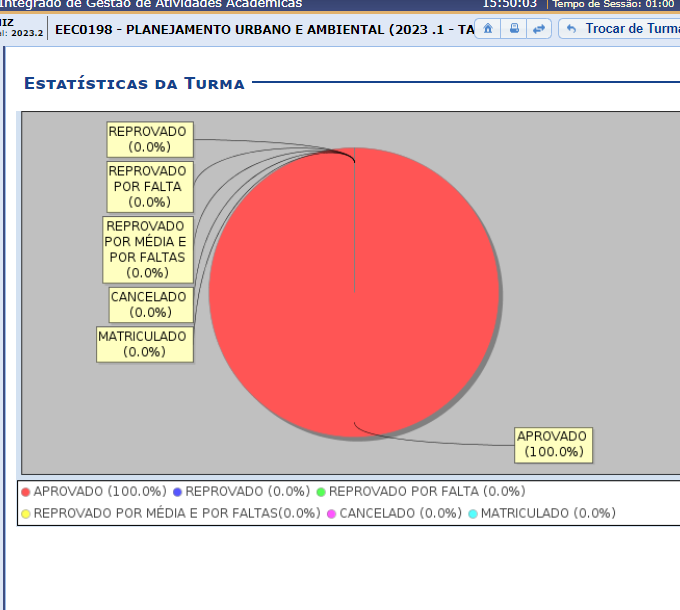 Integrado de Gestão de Atividades Acadêmicas 15:50:03 Tempo de Sessão: 01:00
2023.2 EEC0198 - PLANEJAMENTO URBANO E AMBIENTAL (2023 .1 - TA Trocar de Turma
ESTATÍSTICAS DA TURMA
REPROVADO
(0.0%)
REPROVADO
POR FALTA
(0.0%)
REPROVADO
POR MÉDIA E
POR FALTAS
(0.0%)
CANCELADO
(0.0%)
MATRICULADO
(0.0%)
APROVADO
(100.0%)
APROVADO (100.0%) REPROVADO (0.0%) REPROVADO POR FALTA (0.0%)
REPROVADO POR MÉDIA E POR FALTAS(0.0%) CANCELADO (0.0%) MATRICULADO (0.0%)